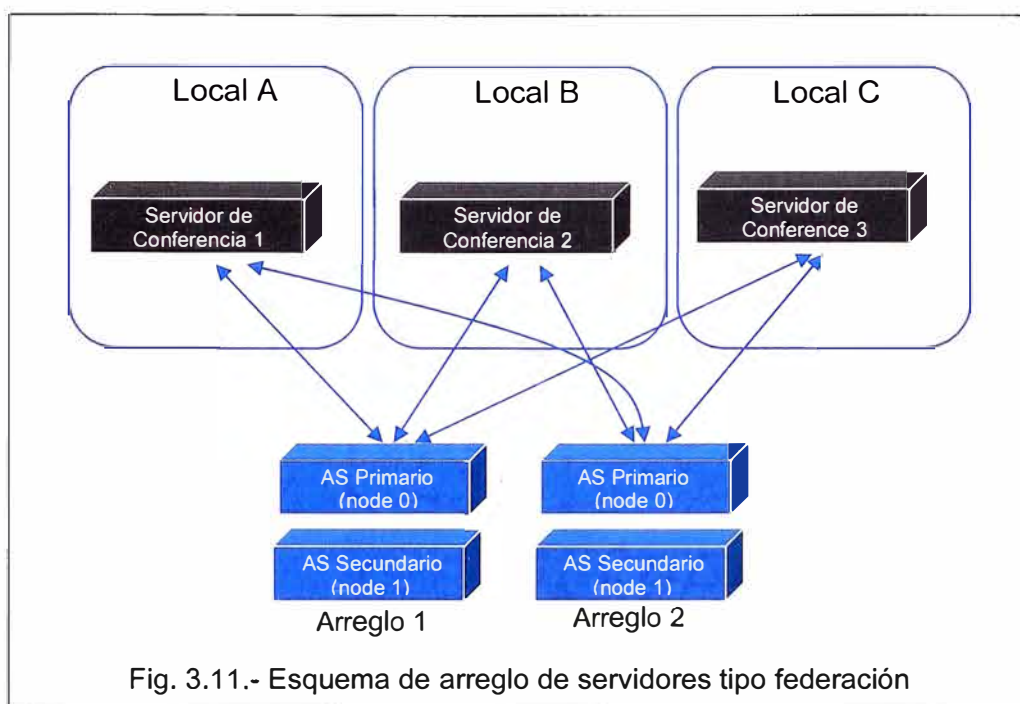 Local A
Local B
Local C
Servidor de
Conferencia 1
Servidor de
Conferencia 2
Servidor de
Conference 3
AS Primario
(node 0)
AS Primario
(node 0)
AS Secundario
(node 1)
AS Secundario
(node 1)
Arreglo 1
Arreglo 2
Fig. 3.11.- Esquema de arreglo de servidores tipo federación